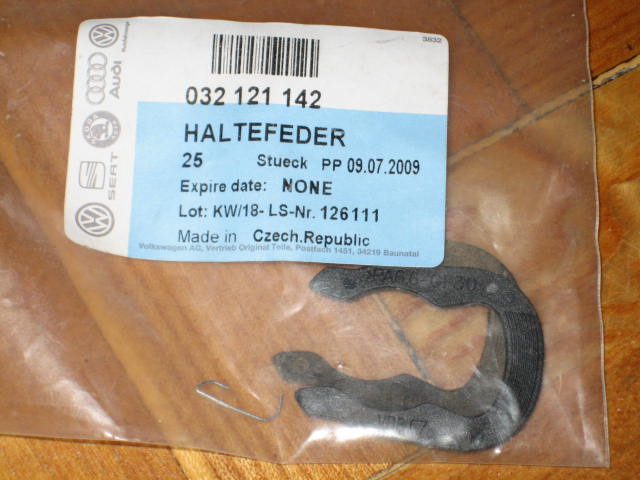 3832
Audi
SKODA
SEAT
032 121 142
HALTEFEDER
25 Stueck PP 09.07.2009
Expire date: NONE
Lot: KW/18- LS-Nr. 126111
Made in Czech.Republic
Volkswagen AG, Vertrieb Original Teile, Postfach 1451, 34219 Baunatal